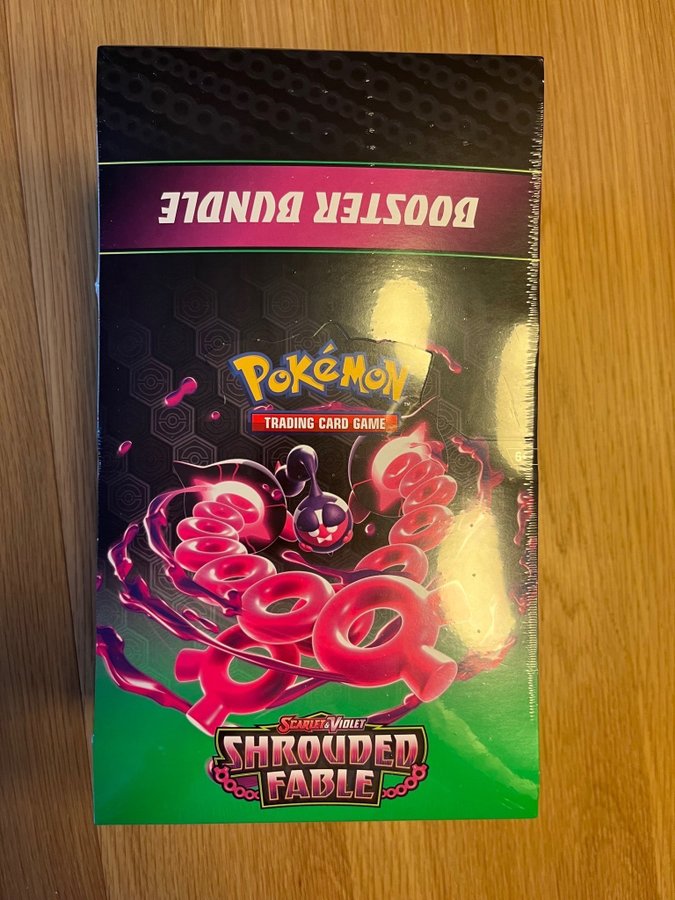 BOOSTER BUNDLE
POKéMON
TRADING CARD GAME
SCARLET & VIOLET
SHROUDED
FABLE